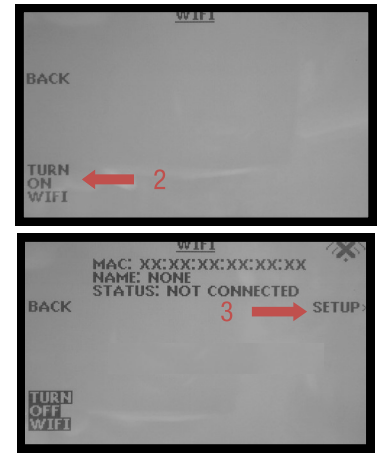 WIFI
BACK
TURN
ON
WIFI
2
WIFI
MAC: XX:XX:XX:XX:XX:XX
NAME: NONE
STATUS: NOT CONNECTED
BACK
3
SETUP
TURN
OFF
WIFI